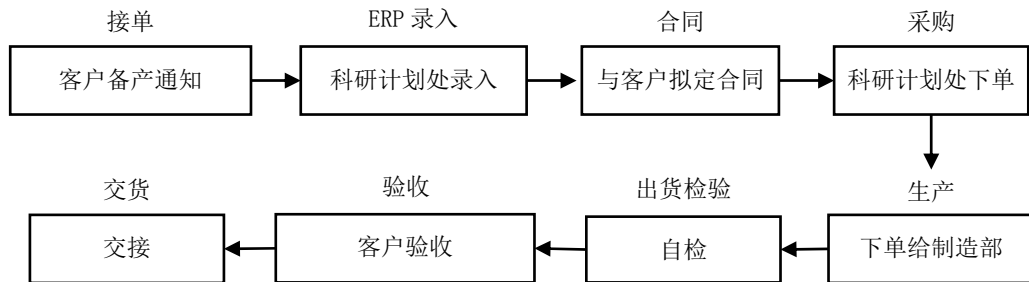 接单
ERP 录入
合同
采购
客户备产通知
科研计划处录入
与客户拟定合同
科研计划处下单
交货
验收
出货检验
生产
交接
客户验收
自检
下单给制造部